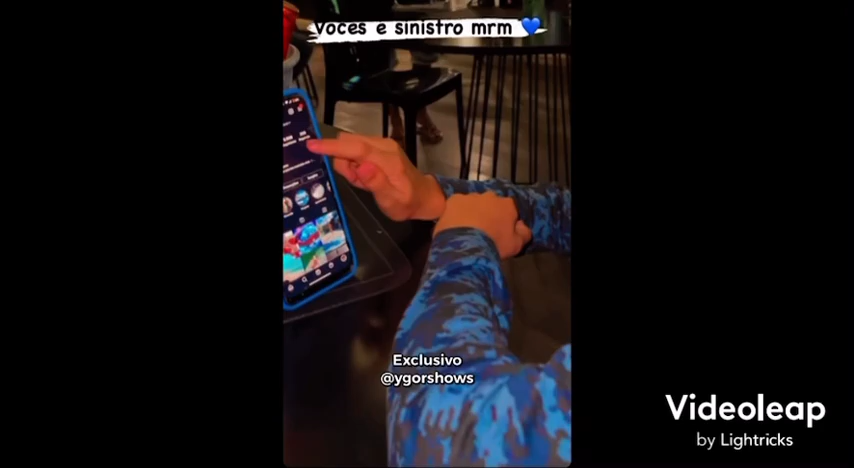 voces e sinistro mrm 💙
Exclusivo
@ygorshows
Videoleap
by Lightricks